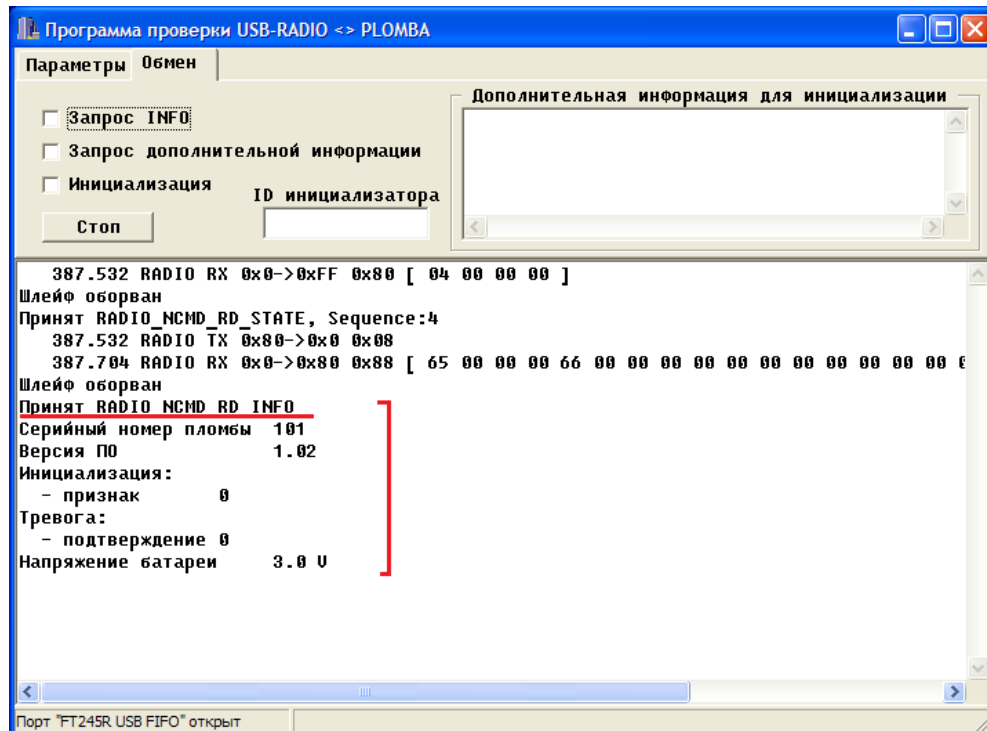 Программа проверки USB-RADIO <> PLOMBA
Параметры Обмен
Дополнительная информация для инициализации
Запрос INFO
Запрос дополнительной информации
Инициализация
ID инициализатора
Стоп
387.532 RADIO RX 0x0->0xFF 0x80 [ 04 00 00 00 ]
Шлейф оборван
Принят RADIO_NCMD_RD_STATE, Sequence:4
387.532 RADIO TX 0x80->0x0 0x08
387.704 RADIO RX 0x0->0x80 0x88 [ 65 00 00 00 66 00 00 00 00 00 00 00 00 00 00 00
Шлейф оборван
Принят RADIO_NCMD_RD_INFO
Серийный номер пломбы 101
Версия ПО 1.02
Инициализация:
- признак 0
Тревога:
- подтверждение 0
Напряжение батареи 3.0 V
Порт "FT245R USB FIFO" открыт